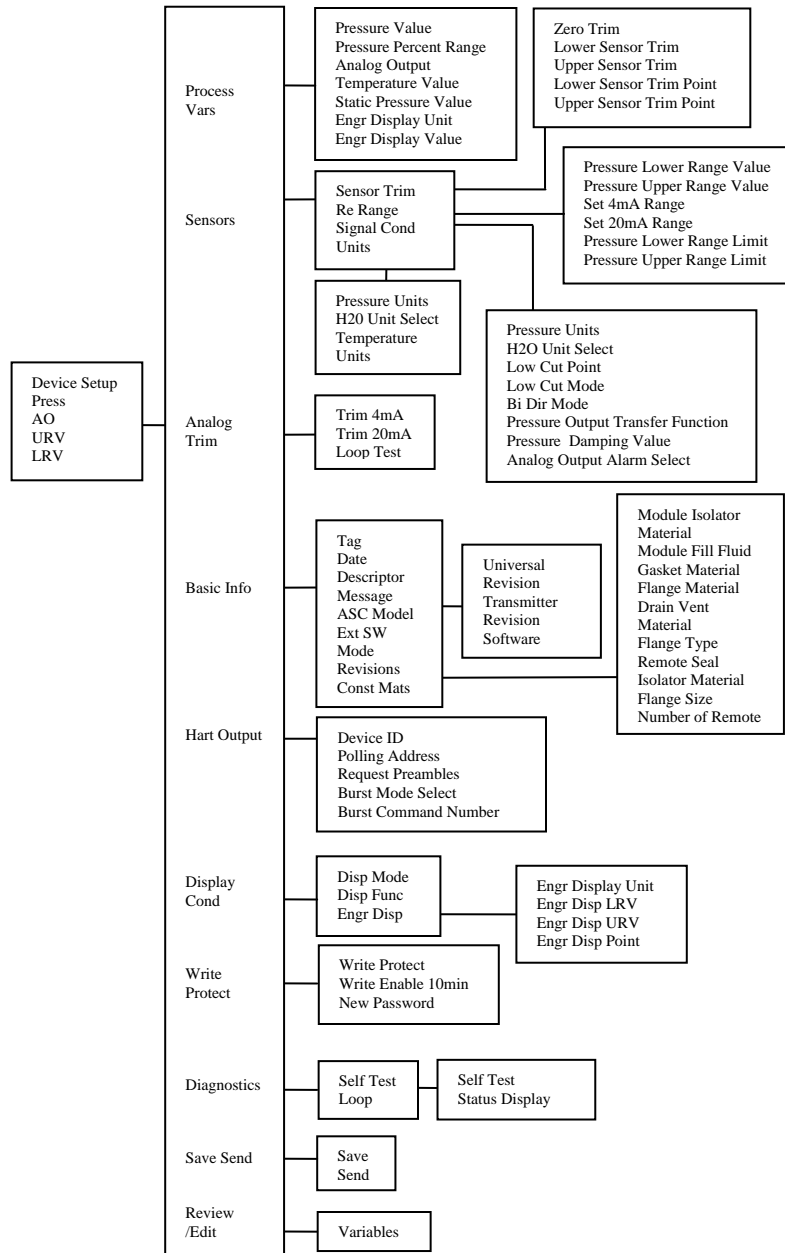 Process
Vars
Pressure Value
Pressure Percent Range
Analog Output
Temperature Value
Static Pressure Value
Engr Display Unit
Engr Display Value
Zero Trim
Lower Sensor Trim
Upper Sensor Trim
Lower Sensor Trim Point
Upper Sensor Trim Point
Sensors
Sensor Trim
Re Range
Signal Cond
Units
Pressure Lower Range Value
Pressure Upper Range Value
Set 4mA Range
Set 20mA Range
Pressure Lower Range Limit
Pressure Upper Range Limit
Pressure Units
H20 Unit Select
Temperature
Units
Pressure Units
H2O Unit Select
Low Cut Point
Low Cut Mode
Bi Dir Mode
Pressure Output Transfer Function
Pressure  Damping Value
Analog Output Alarm Select
Device Setup
Press
AO
URV
LRV
Analog
Trim
Trim 4mA
Trim 20mA
Loop Test
Basic Info
Tag
Date
Descriptor
Message
ASC Model
Ext SW
Mode
Revisions
Const Mats
Universal
Revision
Transmitter
Revision
Software
Module Isolator
Material
Module Fill Fluid
Gasket Material
Flange Material
Drain Vent
Material
Flange Type
Remote Seal
Isolator Material
Flange Size
Number of Remote
Hart Output
Device ID
Polling Address
Request Preambles
Burst Mode Select
Burst Command Number
Display
Cond
Disp Mode
Disp Func
Engr Disp
Engr Display Unit
Engr Disp LRV
Engr Disp URV
Engr Disp Point
Write
Protect
Write Protect
Write Enable 10min
New Password
Diagnostics
Self Test
Loop
Self Test
Status Display
Save Send
Save
Send
Review
/Edit
Variables